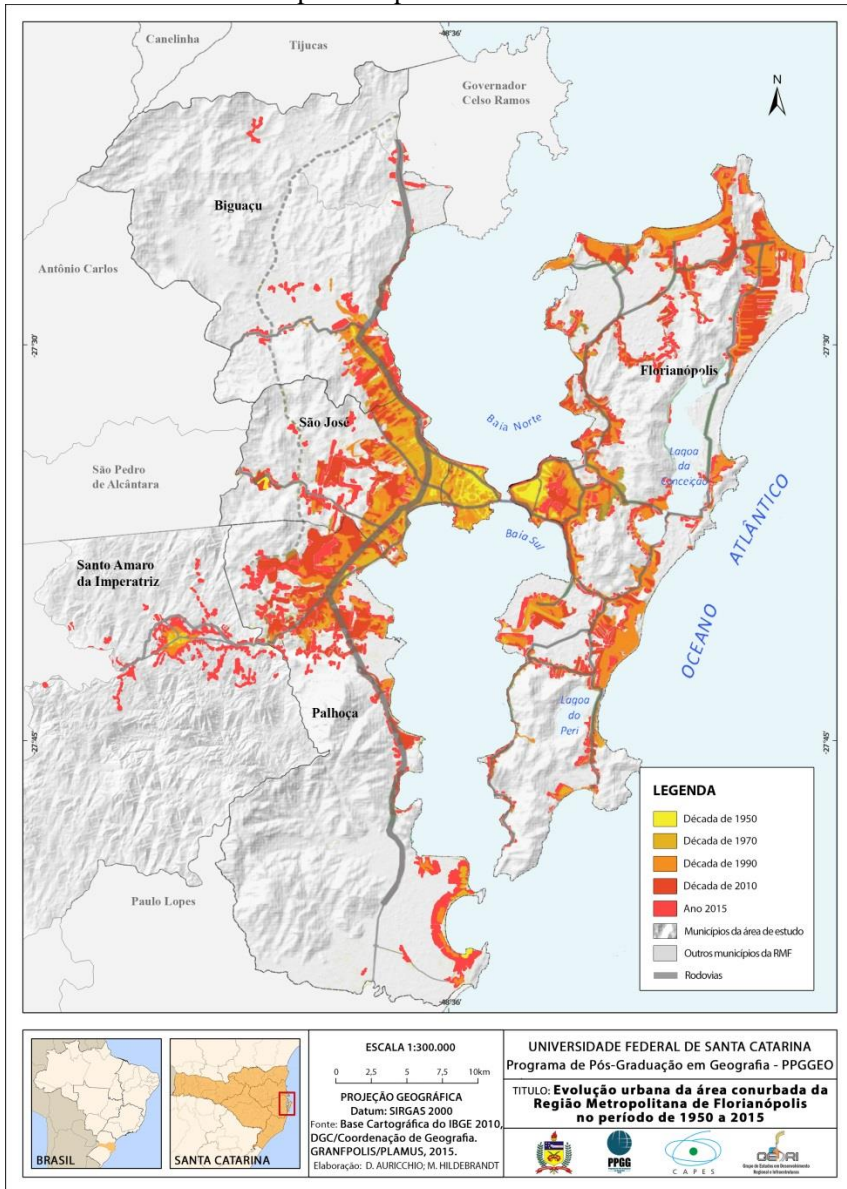 Canelinha
Tijucas
-48°36'
Governador
Celso Ramos
N
Biguaçu
Antônio Carlos
-27°30'
-27°30'
Florianópolis
São José
Baía Norte
Lagoa
da
Conceição
São Pedro
de Alcântara
Baía Sul
OCEANO ATLÂNTICO
Santo Amaro
da Imperatriz
Palhoça
Lagoa
do
Peri
-27°45'
-27°45'
Paulo Lopes
-48°36'
LEGENDA
Década de 1950
Década de 1970
Década de 1990
Década de 2010
Ano 2015
Municípios da área de estudo
Outros municípios da RMF
Rodovias
BRASIL
SANTA CATARINA
ESCALA 1:300.000
0 2,5 5 7,5 10km
PROJEÇÃO GEOGRÁFICA
Datum: SIRGAS 2000
Fonte: Base Cartográfica do IBGE 2010,
DGC/Coordenação de Geografia.
GRANFPOLIS/PLAMUS, 2015.
Elaboração: D. AURICCHIO; M. HILDEBRANDT
UNIVERSIDADE FEDERAL DE SANTA CATARINA
Programa de Pós-Graduação em Geografia - PPGGEO
TITULO: Evolução urbana da área conurbada da
Região Metropolitana de Florianópolis
no período de 1950 a 2015
PPGG
CAPES